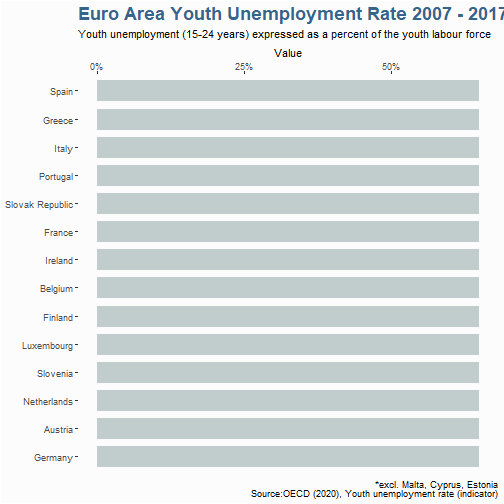 Euro Area Youth Unemployment Rate 2007 - 2017
Youth unemployment (15-24 years) expressed as a percent of the youth labour force
Value
0% 25% 50%
Spain
Greece
Italy
Portugal
Slovak Republic
France
Ireland
Belgium
Finland
Luxembourg
Slovenia
Netherlands
Austria
Germany
*excl. Malta, Cyprus, Estonia
Source:OECD (2020), Youth unemployment rate (indicator)